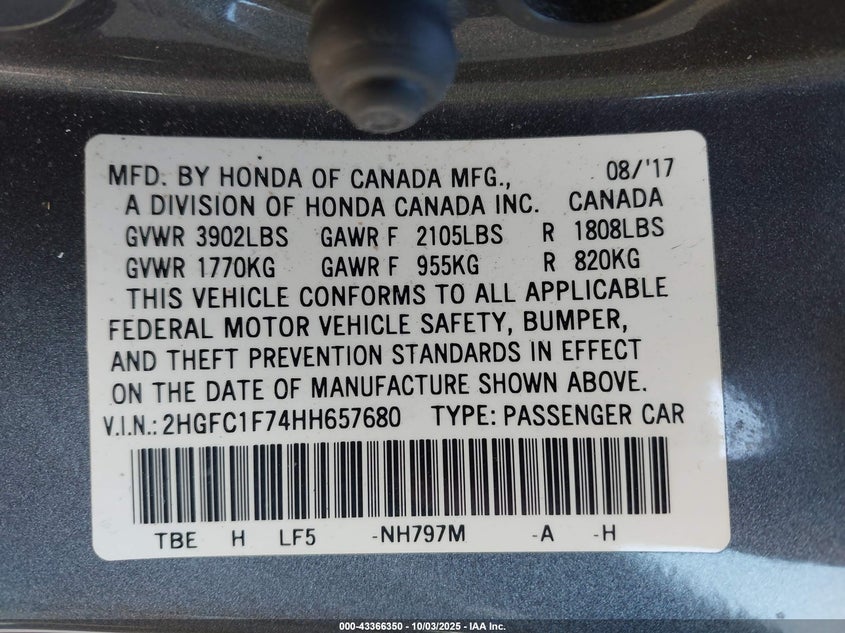 MFD. BY HONDA OF CANADA MFG., 08/'17
A DIVISION OF HONDA CANADA INC. CANADA
GVWR 3902LBS GAWR F 2105LBS R 1808LBS
GVWR 1770KG GAWR F 955KG R 820KG
THIS VEHICLE CONFORMS TO ALL APPLICABLE
FEDERAL MOTOR VEHICLE SAFETY, BUMPER,
AND THEFT PREVENTION STANDARDS IN EFFECT
ON THE DATE OF MANUFACTURE SHOWN ABOVE.
V.I.N.: 2HGFC1F74HH657680 TYPE: PASSENGER CAR
TBE H LF5 -NH797M -A -H
000-43366350 - 10/03/2025 - IAA Inc.